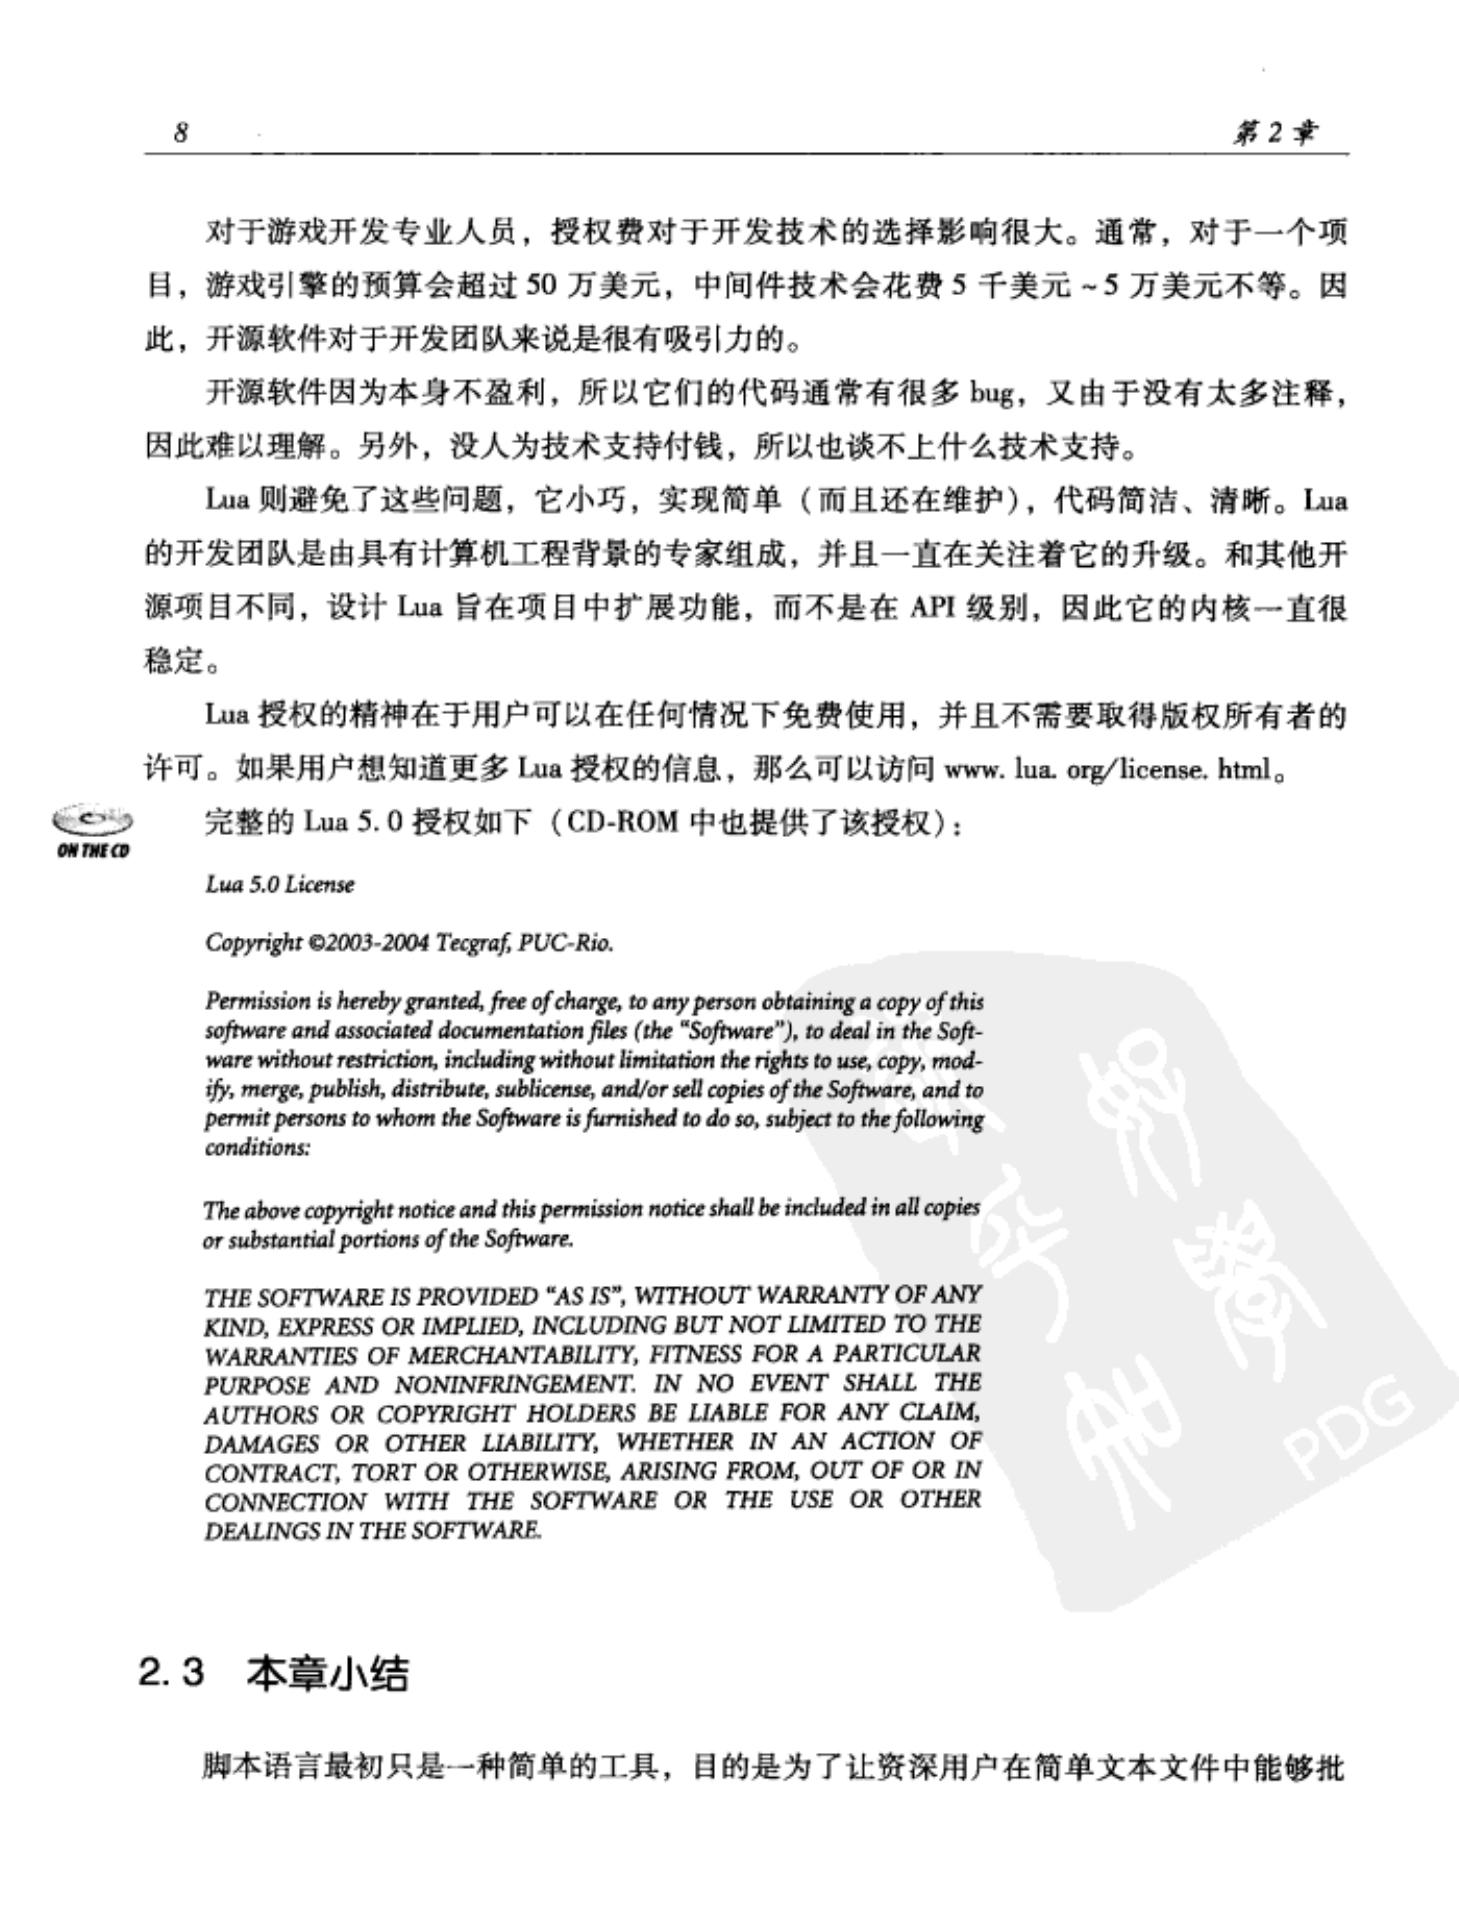 8
第2章
对于游戏开发专业人员，授权费对于开发技术的选择影响很大。通常，对于一个项
目，游戏引擎的预算会超过 50 万美元，中间件技术会花费 5 千美元 ~ 5 万美元不等。因
此，开源软件对于开发团队来说是很有吸引力的。
开源软件因为本身不盈利，所以它们的代码通常有很多 bug，又由于没有太多注释，
因此难以理解。另外，没人为技术支持付钱，所以也谈不上什么技术支持。
Lua 则避免了这些问题，它小巧，实现简单（而且还在维护），代码简洁、清晰。Lua
的开发团队是由具有计算机工程背景的专家组成，并且一直在关注着它的升级。和其他开
源项目不同，设计 Lua 旨在项目中扩展功能，而不是在 API 级别，因此它的内核一直很
稳定。
Lua 授权的精神在于用户可以在任何情况下免费使用，并且不需要取得版权所有者的
许可。如果用户想知道更多 Lua 授权的信息，那么可以访问 www. lua. org/license. html。
ON THE CD
完整的 Lua 5. 0 授权如下（CD-ROM 中也提供了该授权）：
Lua 5.0 License
Copyright ©2003-2004 Tecgraf, PUC-Rio.
Permission is hereby granted, free of charge, to any person obtaining a copy of this
software and associated documentation files (the “Software”), to deal in the Soft-
ware without restriction, including without limitation the rights to use, copy, mod-
ify, merge, publish, distribute, sublicense, and/or sell copies of the Software, and to
permit persons to whom the Software is furnished to do so, subject to the following
conditions:
The above copyright notice and this permission notice shall be included in all copies
or substantial portions of the Software.
THE SOFTWARE IS PROVIDED “AS IS”, WITHOUT WARRANTY OF ANY
KIND, EXPRESS OR IMPLIED, INCLUDING BUT NOT LIMITED TO THE
WARRANTIES OF MERCHANTABILITY, FITNESS FOR A PARTICULAR
PURPOSE AND NONINFRINGEMENT. IN NO EVENT SHALL THE
AUTHORS OR COPYRIGHT HOLDERS BE LIABLE FOR ANY CLAIM,
DAMAGES OR OTHER LIABILITY, WHETHER IN AN ACTION OF
CONTRACT, TORT OR OTHERWISE, ARISING FROM, OUT OF OR IN
CONNECTION WITH THE SOFTWARE OR THE USE OR OTHER
DEALINGS IN THE SOFTWARE.
PDG
2. 3 本章小结
脚本语言最初只是一种简单的工具，目的是为了让资深用户在简单文本文件中能够批